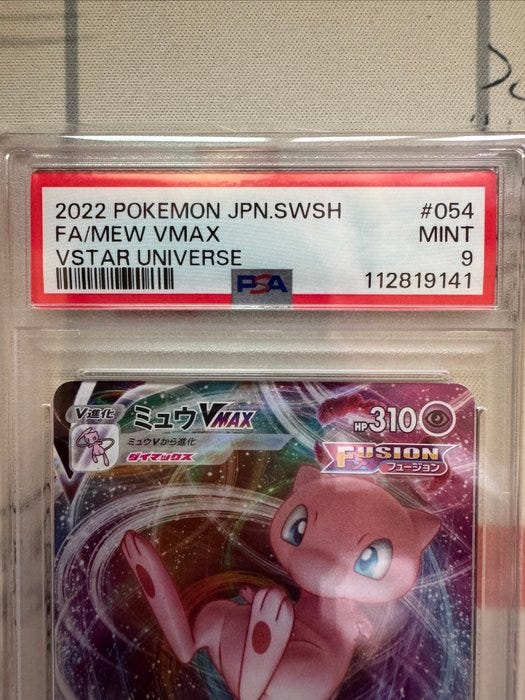 2022 POKEMON JPN.SWSH #054
FA/MEW VMAX MINT
VSTAR UNIVERSE 9
PSA 112819141
V進化 ミュウVMAX HP310
ミュウVから進化
ダイマックス
FUSION
フュージョン